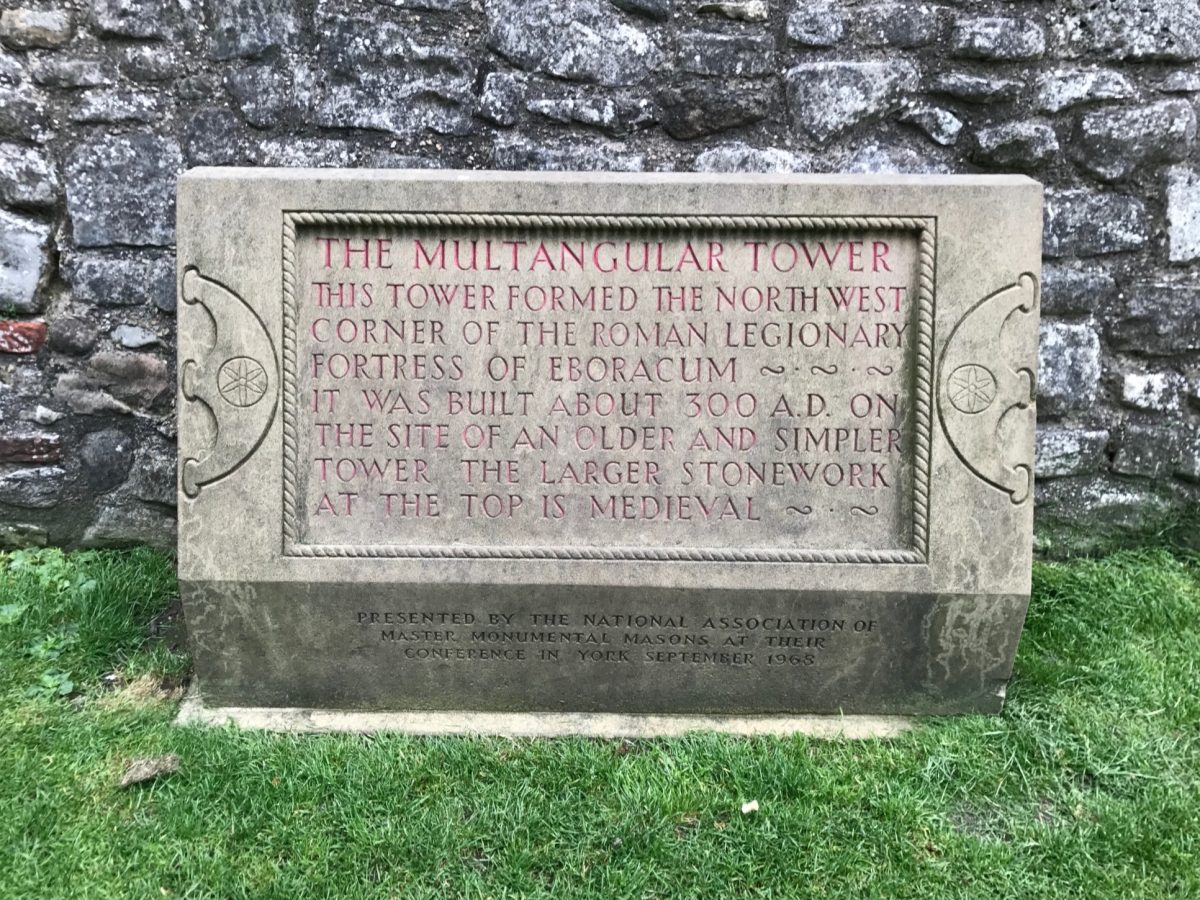 THE MULTANGULAR TOWER
THIS TOWER FORMED THE NORTH WEST
CORNER OF THE ROMAN LEGIONARY
FORTRESS OF EBORACUM ~ · ~ · ~
IT WAS BUILT ABOUT 300 A.D. ON
THE SITE OF AN OLDER AND SIMPLER
TOWER THE LARGER STONEWORK
AT THE TOP IS MEDIEVAL ~ · ~
PRESENTED BY THE NATIONAL ASSOCIATION OF
MASTER MONUMENTAL MASONS AT THEIR
CONFERENCE IN YORK SEPTEMBER 1968